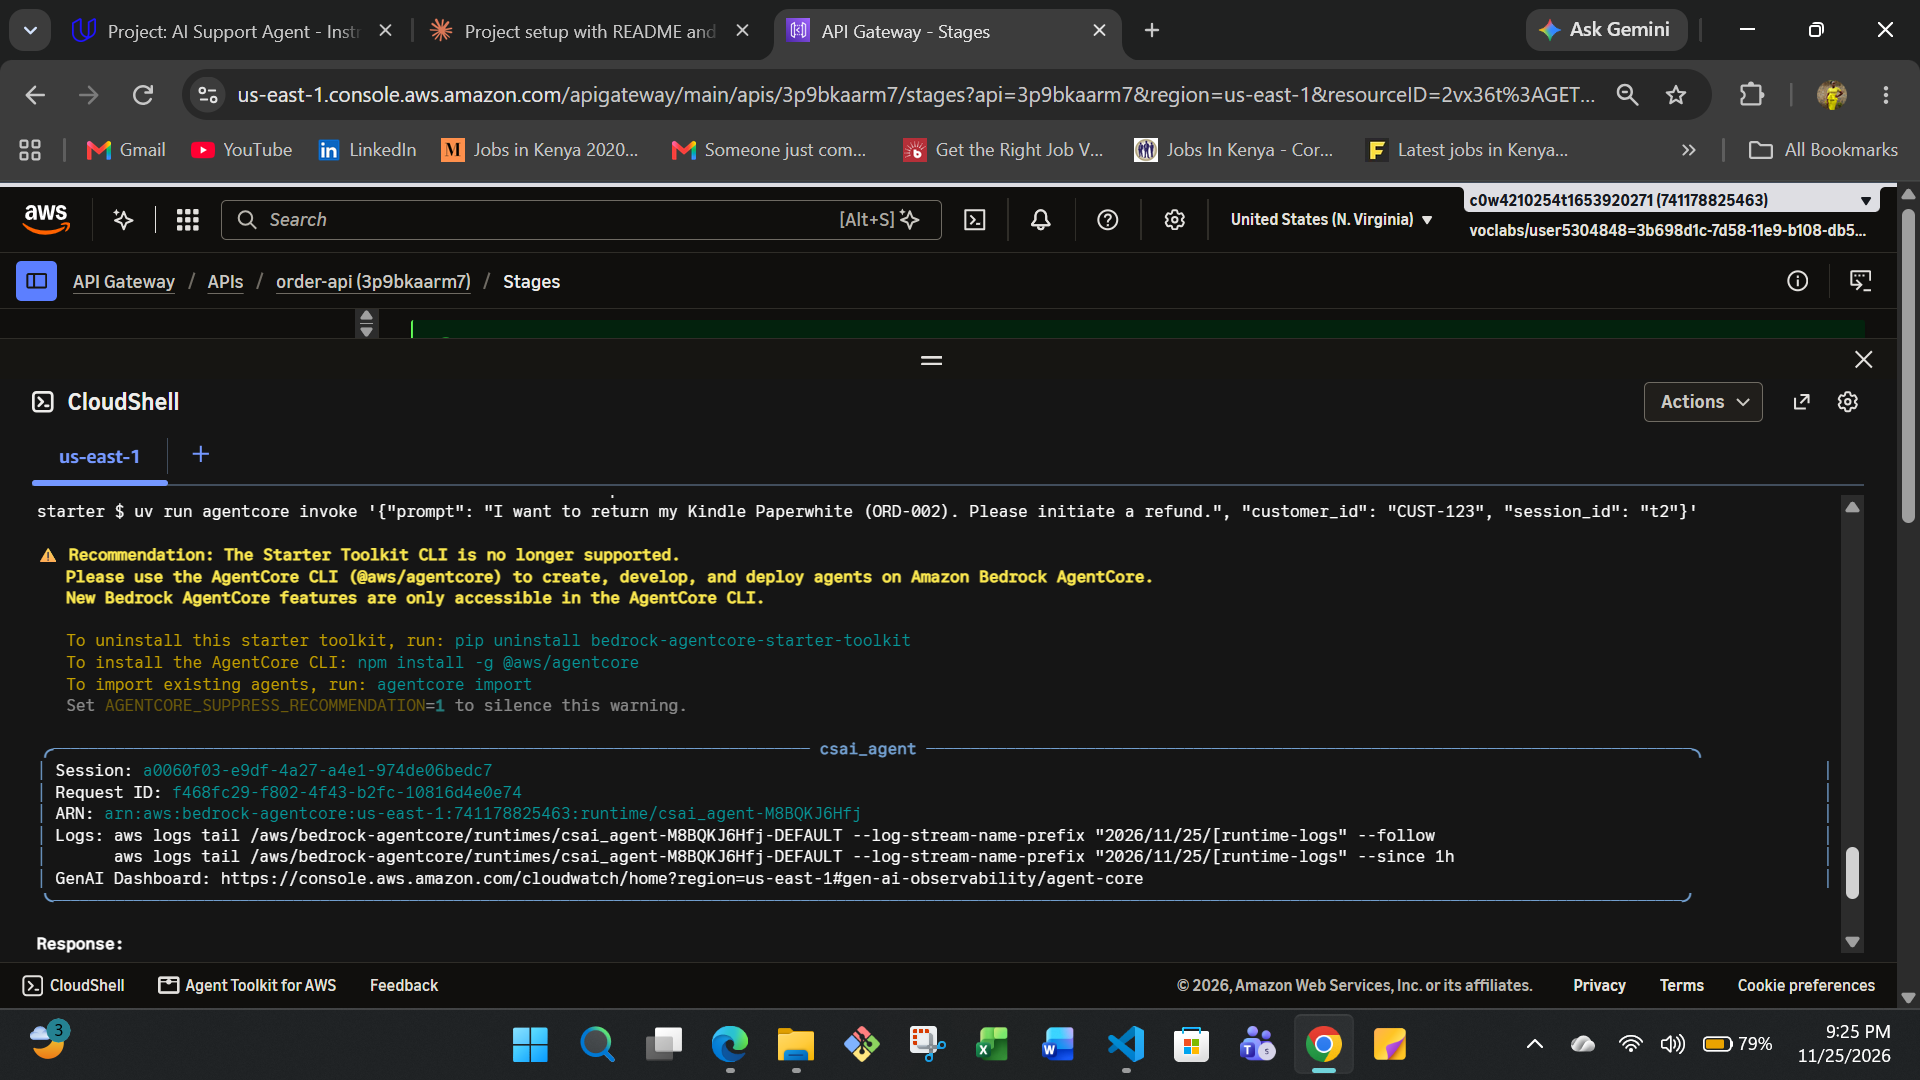 Project: AI Support Agent - Instr
Project setup with README and
API Gateway - Stages
Ask Gemini
us-east-1.console.aws.amazon.com/apigateway/main/apis/3p9bkaarm7/stages?api=3p9bkaarm7&region=us-east-1&resourceID=2vx36t%3AGET...
Gmail
YouTube
LinkedIn
Jobs in Kenya 2020...
Someone just com...
Get the Right Job V...
Jobs In Kenya - Cor...
Latest jobs in Kenya...
All Bookmarks
aws
Search
[Alt+S]
United States (N. Virginia)
c0w4210254t1653920271 (741178825463)
voclabs/user5304848=3b698d1c-7d58-11e9-b108-db5...
API Gateway / APIs / order-api (3p9bkaarm7) / Stages
CloudShell
Actions
us-east-1
starter $ uv run agentcore invoke '{"prompt": "I want to return my Kindle Paperwhite (ORD-002). Please initiate a refund.", "customer_id": "CUST-123", "session_id": "t2"}'
Recommendation: The Starter Toolkit CLI is no longer supported.
Please use the AgentCore CLI (@aws/agentcore) to create, develop, and deploy agents on Amazon Bedrock AgentCore.
New Bedrock AgentCore features are only accessible in the AgentCore CLI.
To uninstall this starter toolkit, run: pip uninstall bedrock-agentcore-starter-toolkit
To install the AgentCore CLI: npm install -g @aws/agentcore
To import existing agents, run: agentcore import
Set AGENTCORE_SUPPRESS_RECOMMENDATION=1 to silence this warning.
csai_agent
Session: a0060f03-e9df-4a27-a4e1-974de06bedc7
Request ID: f468fc29-f802-4f43-b2fc-10816d4e0e74
ARN: arn:aws:bedrock-agentcore:us-east-1:741178825463:runtime/csai_agent-M8BQKJ6Hfj
Logs: aws logs tail /aws/bedrock-agentcore/runtimes/csai_agent-M8BQKJ6Hfj-DEFAULT --log-stream-name-prefix "2026/11/25/[runtime-logs" --follow
aws logs tail /aws/bedrock-agentcore/runtimes/csai_agent-M8BQKJ6Hfj-DEFAULT --log-stream-name-prefix "2026/11/25/[runtime-logs" --since 1h
GenAI Dashboard: https://console.aws.amazon.com/cloudwatch/home?region=us-east-1#gen-ai-observability/agent-core
Response:
CloudShell
Agent Toolkit for AWS
Feedback
© 2026, Amazon Web Services, Inc. or its affiliates.
Privacy
Terms
Cookie preferences
3
79%
9:25 PM
11/25/2026